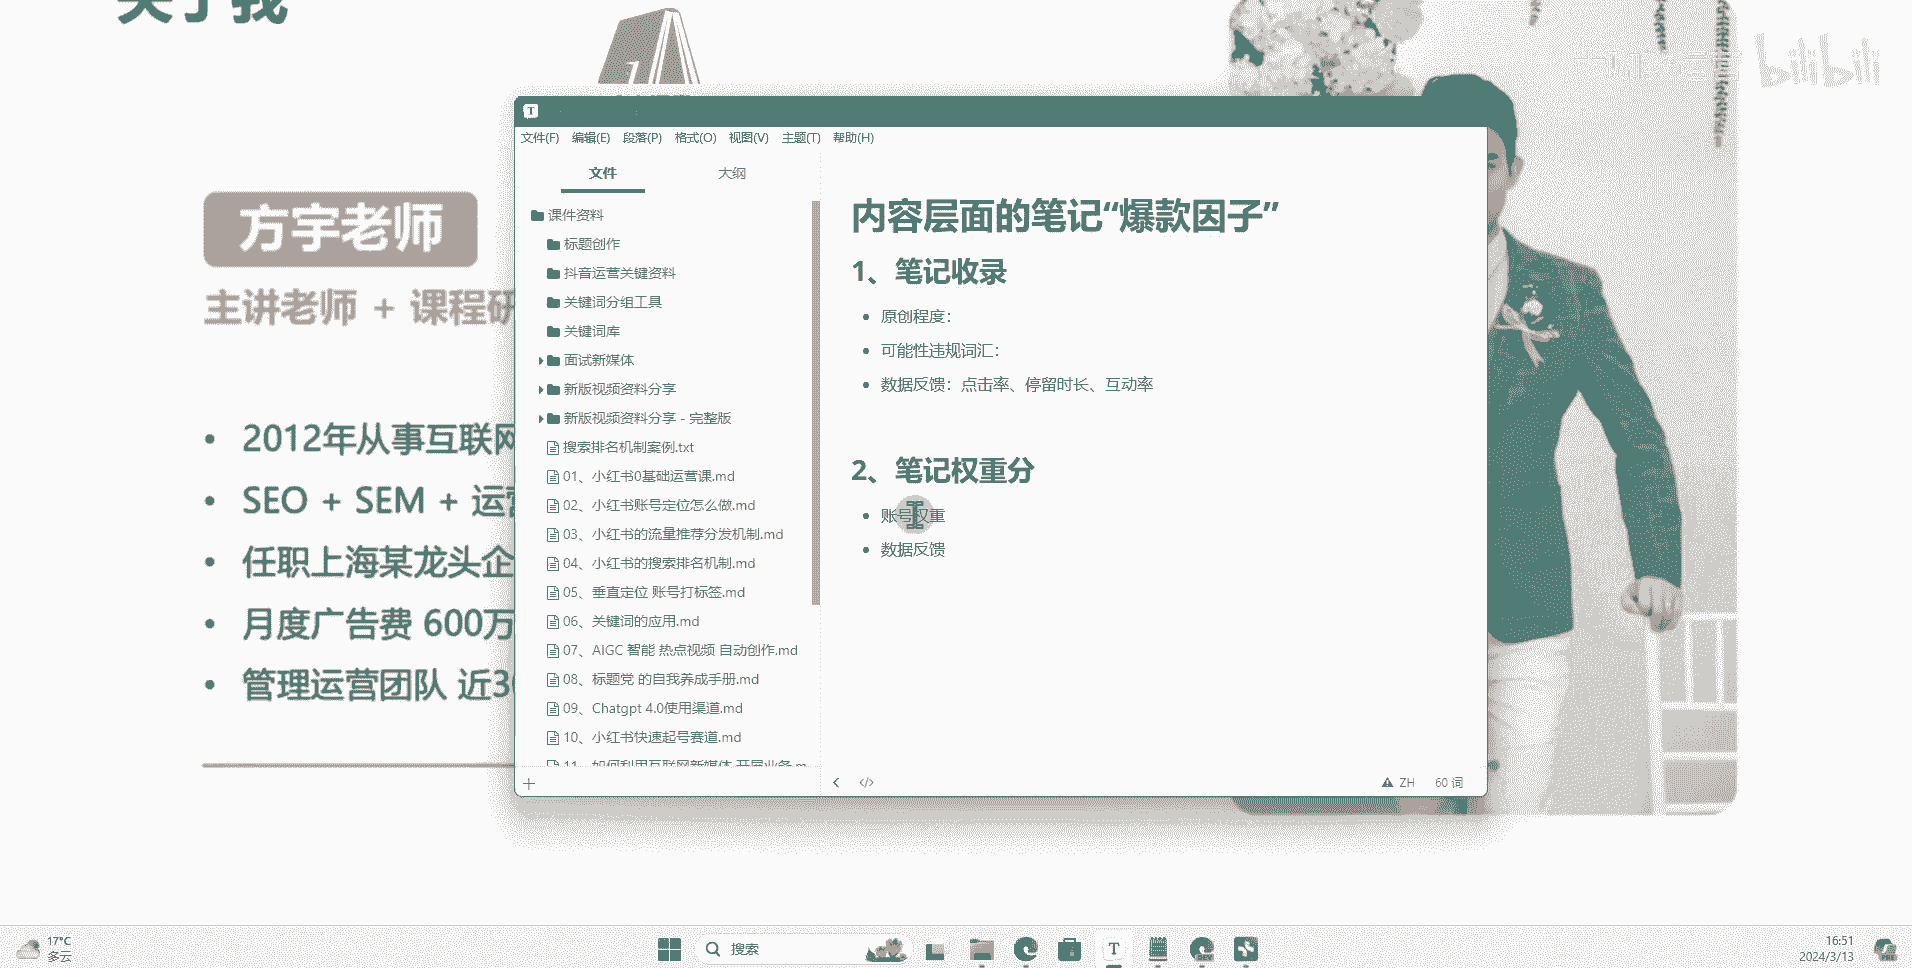 关于我
bilibili
方宇老师
主讲老师 + 课程研
2012年从事互联网
SEO + SEM + 运营
任职上海某龙头企
月度广告费 600万
管理运营团队 近30
文件(F) 编辑(E) 段落(P) 格式(O) 视图(V) 主题(T) 帮助(H)
文件 大纲
课件资料
标题创作
抖音运营关键资料
关键词分组工具
关键词库
面试新媒体
新版视频资料分享
新版视频资料分享 - 完整版
搜索排名机制案例.txt
01、小红书0基础运营课.md
02、小红书账号定位怎么做.md
03、小红书的流量推荐分发机制.md
04、小红书的搜索排名机制.md
05、垂直定位 账号打标签.md
06、关键词的应用.md
07、AIGC 智能 热点视频 自动创作.md
08、标题党 的自我养成手册.md
09、Chatgpt 4.0使用渠道.md
10、小红书快速起号赛道.md
11、如何利用互联网新媒体 开展业务.m
内容层面的笔记“爆款因子”
1、笔记收录
原创程度：
可能性违规词汇：
数据反馈：点击率、停留时长、互动率
2、笔记权重分
账号权重
数据反馈
</> ZH 60 词
17°C
多云
搜索
16:51
2024/3/13